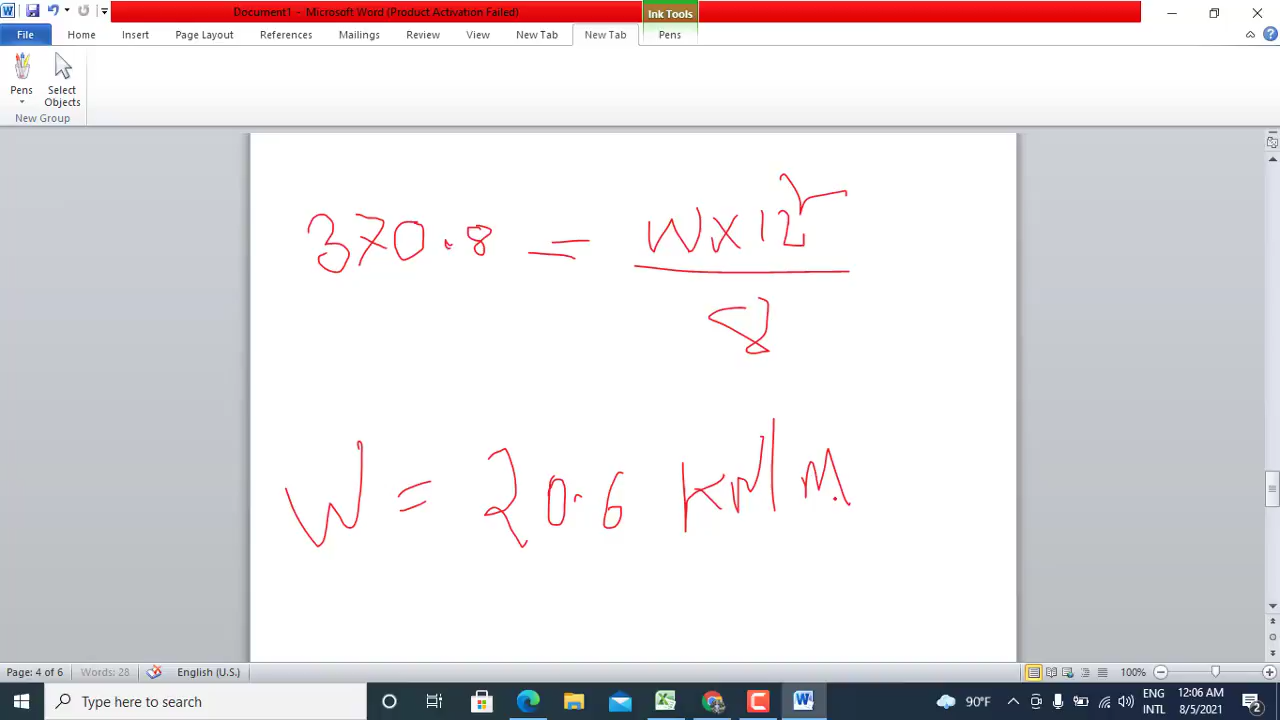 Document1 - Microsoft Word (Product Activation Failed)
Ink Tools
File Home Insert Page Layout References Mailings Review View New Tab New Tab Pens
Pens
Select Objects
New Group
370.8 = W x 12²
8
W = 20.6 kN/M
Page: 4 of 6 Words: 28 English (U.S.) 100%
Type here to search
90°F
ENG
INTL
12:06 AM
8/5/2021
2